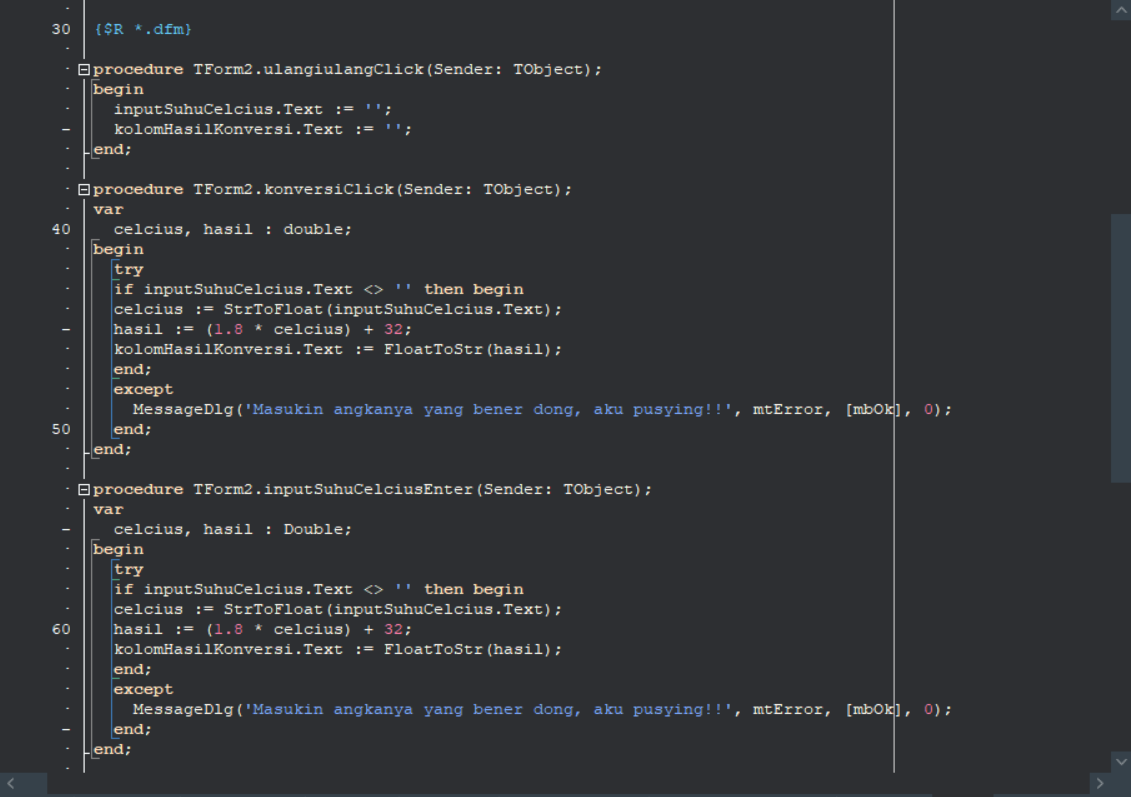 30 {$R *.dfm}
procedure TForm2.ulangiulangClick(Sender: TObject);
begin
inputSuhuCelcius.Text := '';
kolomHasilKonversi.Text := '';
end;
procedure TForm2.konversiClick(Sender: TObject);
var
40 celcius, hasil : double;
begin
try
if inputSuhuCelcius.Text <> '' then begin
celcius := StrToFloat(inputSuhuCelcius.Text);
hasil := (1.8 * celcius) + 32;
kolomHasilKonversi.Text := FloatToStr(hasil);
end;
except
MessageDlg('Masukin angkanya yang bener dong, aku pusying!!', mtError, [mbOk], 0);
50 end;
end;
procedure TForm2.inputSuhuCelciusEnter(Sender: TObject);
var
celcius, hasil : Double;
begin
try
if inputSuhuCelcius.Text <> '' then begin
celcius := StrToFloat(inputSuhuCelcius.Text);
60 hasil := (1.8 * celcius) + 32;
kolomHasilKonversi.Text := FloatToStr(hasil);
end;
except
MessageDlg('Masukin angkanya yang bener dong, aku pusying!!', mtError, [mbOk], 0);
end;
end;